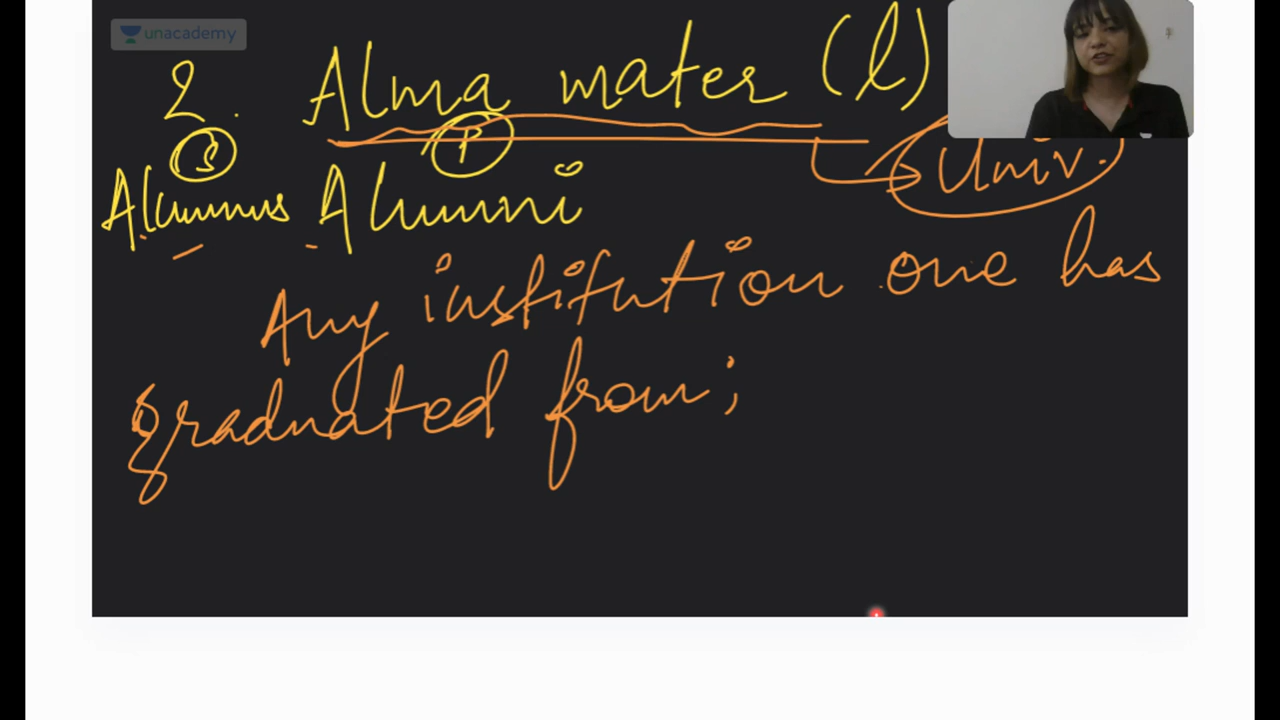 unacademy
2. Alma mater (l)
S P
Univ.
Alumnus Alumni
Any institution one has
graduated from;